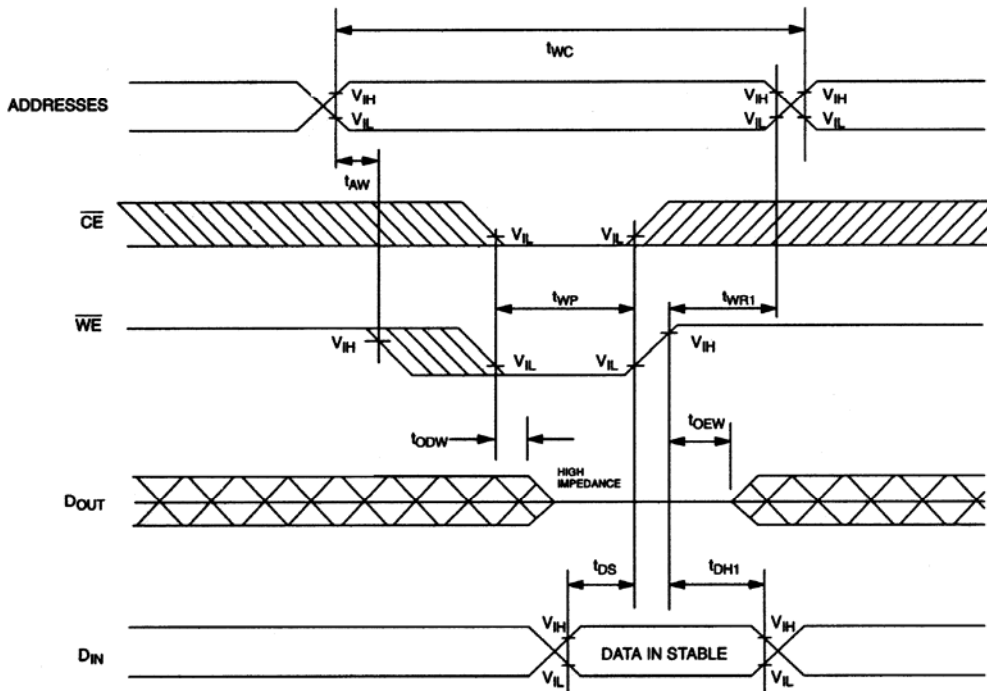 tWC
ADDRESSES
VIH
VIL
VIH
VIL
VIH
VIL
tAW
CE
VIL
VIL
tWP
tWR1
WE
VIH
VIL
VIL
VIH
tODW
tOEW
DOUT
HIGH
IMPEDANCE
tDS
tDH1
DIN
VIH
VIL
DATA IN STABLE
VIH
VIL